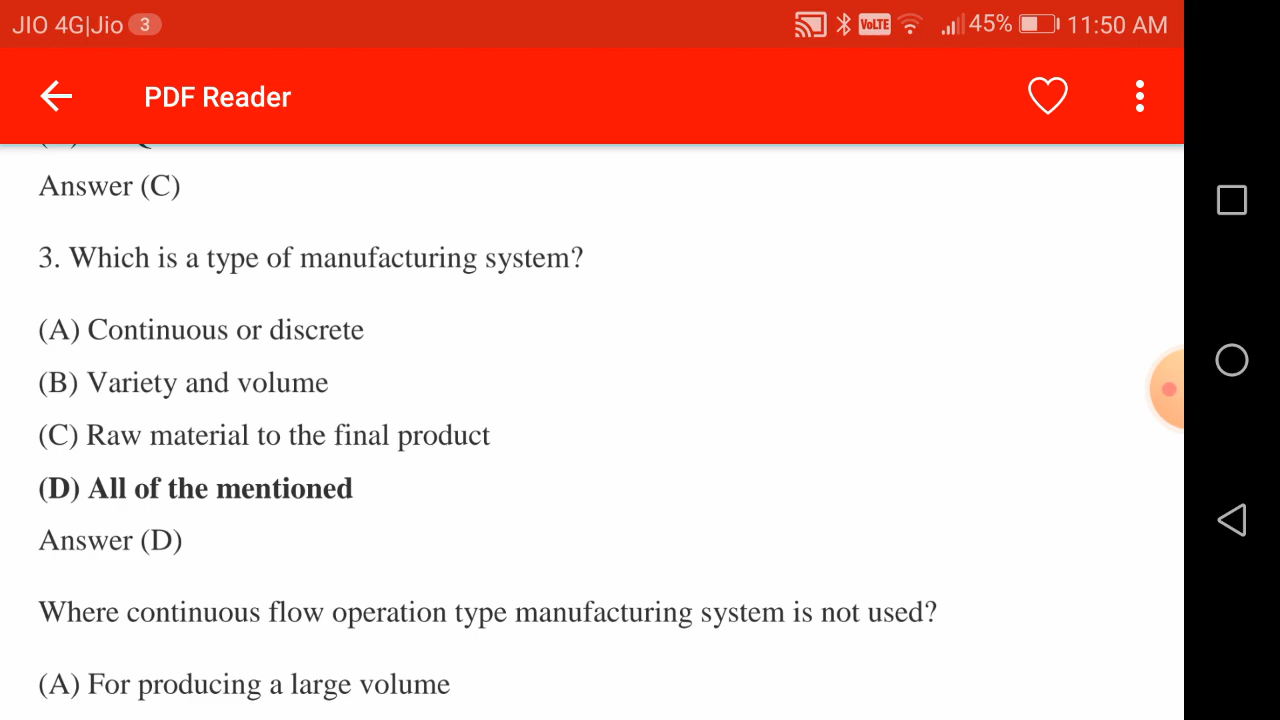 JIO 4G|Jio 3 VoLTE 45% 11:50 AM
PDF Reader
Answer (C)
3. Which is a type of manufacturing system?
(A) Continuous or discrete
(B) Variety and volume
(C) Raw material to the final product
(D) All of the mentioned
Answer (D)
Where continuous flow operation type manufacturing system is not used?
(A) For producing a large volume